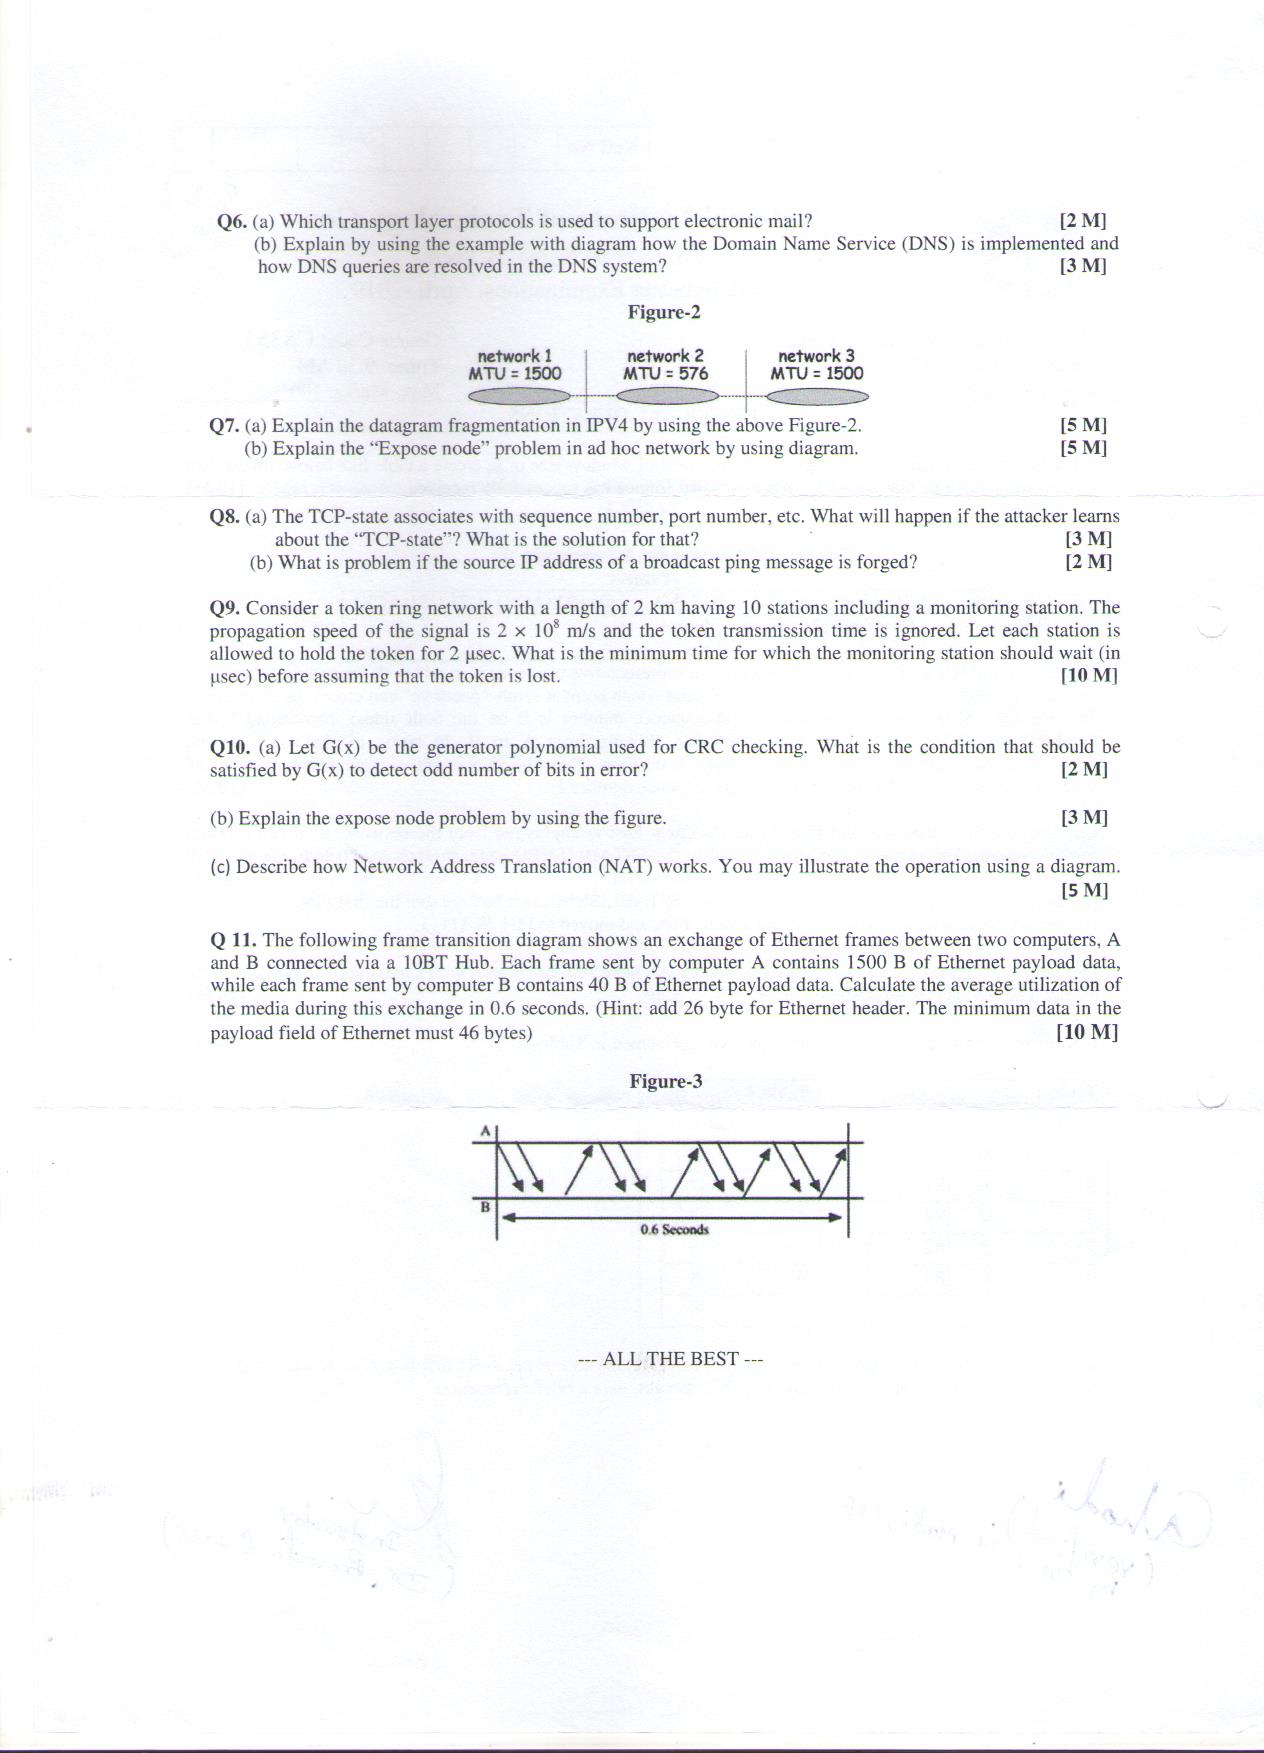 Q6. (a) Which transport layer protocols is used to support electronic mail? [2 M]
(b) Explain by using the example with diagram how the Domain Name Service (DNS) is implemented and
how DNS queries are resolved in the DNS system? [3 M]
Figure-2
network 1 network 2 network 3
MTU = 1500 MTU = 576 MTU = 1500
Q7. (a) Explain the datagram fragmentation in IPV4 by using the above Figure-2. [5 M]
(b) Explain the “Expose node” problem in ad hoc network by using diagram. [5 M]
Q8. (a) The TCP-state associates with sequence number, port number, etc. What will happen if the attacker learns
about the “TCP-state”? What is the solution for that? [3 M]
(b) What is problem if the source IP address of a broadcast ping message is forged? [2 M]
Q9. Consider a token ring network with a length of 2 km having 10 stations including a monitoring station. The
propagation speed of the signal is 2 × 10⁸ m/s and the token transmission time is ignored. Let each station is
allowed to hold the token for 2 μsec. What is the minimum time for which the monitoring station should wait (in
μsec) before assuming that the token is lost. [10 M]
Q10. (a) Let G(x) be the generator polynomial used for CRC checking. What is the condition that should be
satisfied by G(x) to detect odd number of bits in error? [2 M]
(b) Explain the expose node problem by using the figure. [3 M]
(c) Describe how Network Address Translation (NAT) works. You may illustrate the operation using a diagram.
[5 M]
Q 11. The following frame transition diagram shows an exchange of Ethernet frames between two computers, A
and B connected via a 10BT Hub. Each frame sent by computer A contains 1500 B of Ethernet payload data,
while each frame sent by computer B contains 40 B of Ethernet payload data. Calculate the average utilization of
the media during this exchange in 0.6 seconds. (Hint: add 26 byte for Ethernet header. The minimum data in the
payload field of Ethernet must 46 bytes) [10 M]
Figure-3
A
B
0.6 Seconds
--- ALL THE BEST ---